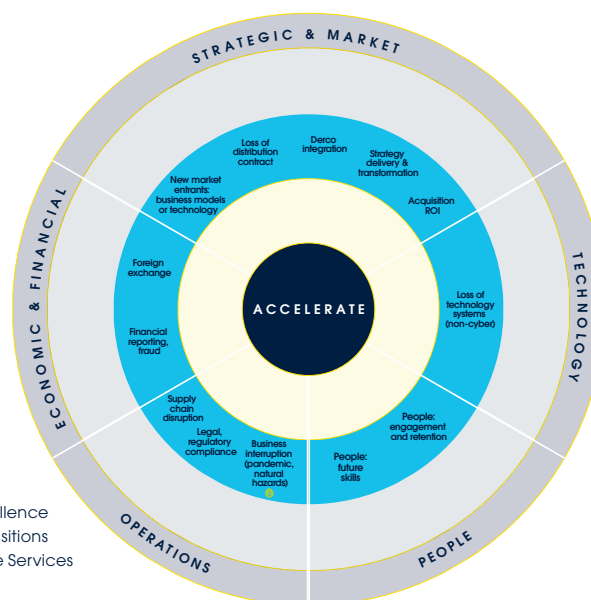 STRATEGIC & MARKET
Loss of
distribution
contract
Derco
integration
Strategy
delivery &
transformation
New market
entrants:
business models
or technology
Acquisition
ROI
ECONOMIC & FINANCIAL
Foreign
exchange
Financial
reporting,
fraud
ACCELERATE
TECHNOLOGY
Loss of
technology
systems
(non-cyber)
Supply
chain
disruption
Legal,
regulatory
compliance
Business
interruption
(pandemic,
natural
hazards)
People:
engagement
and retention
People:
future
skills
OPERATIONS
PEOPLE
llence
sitions
e Services